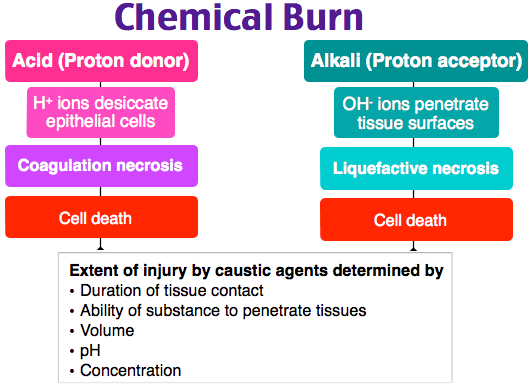 Chemical Burn
Acid (Proton donor)
H+ ions desiccate
epithelial cells
Coagulation necrosis
Cell death
Alkali (Proton acceptor)
OH- ions penetrate
tissue surfaces
Liquefactive necrosis
Cell death
Extent of injury by caustic agents determined by
• Duration of tissue contact
• Ability of substance to penetrate tissues
• Volume
• pH
• Concentration